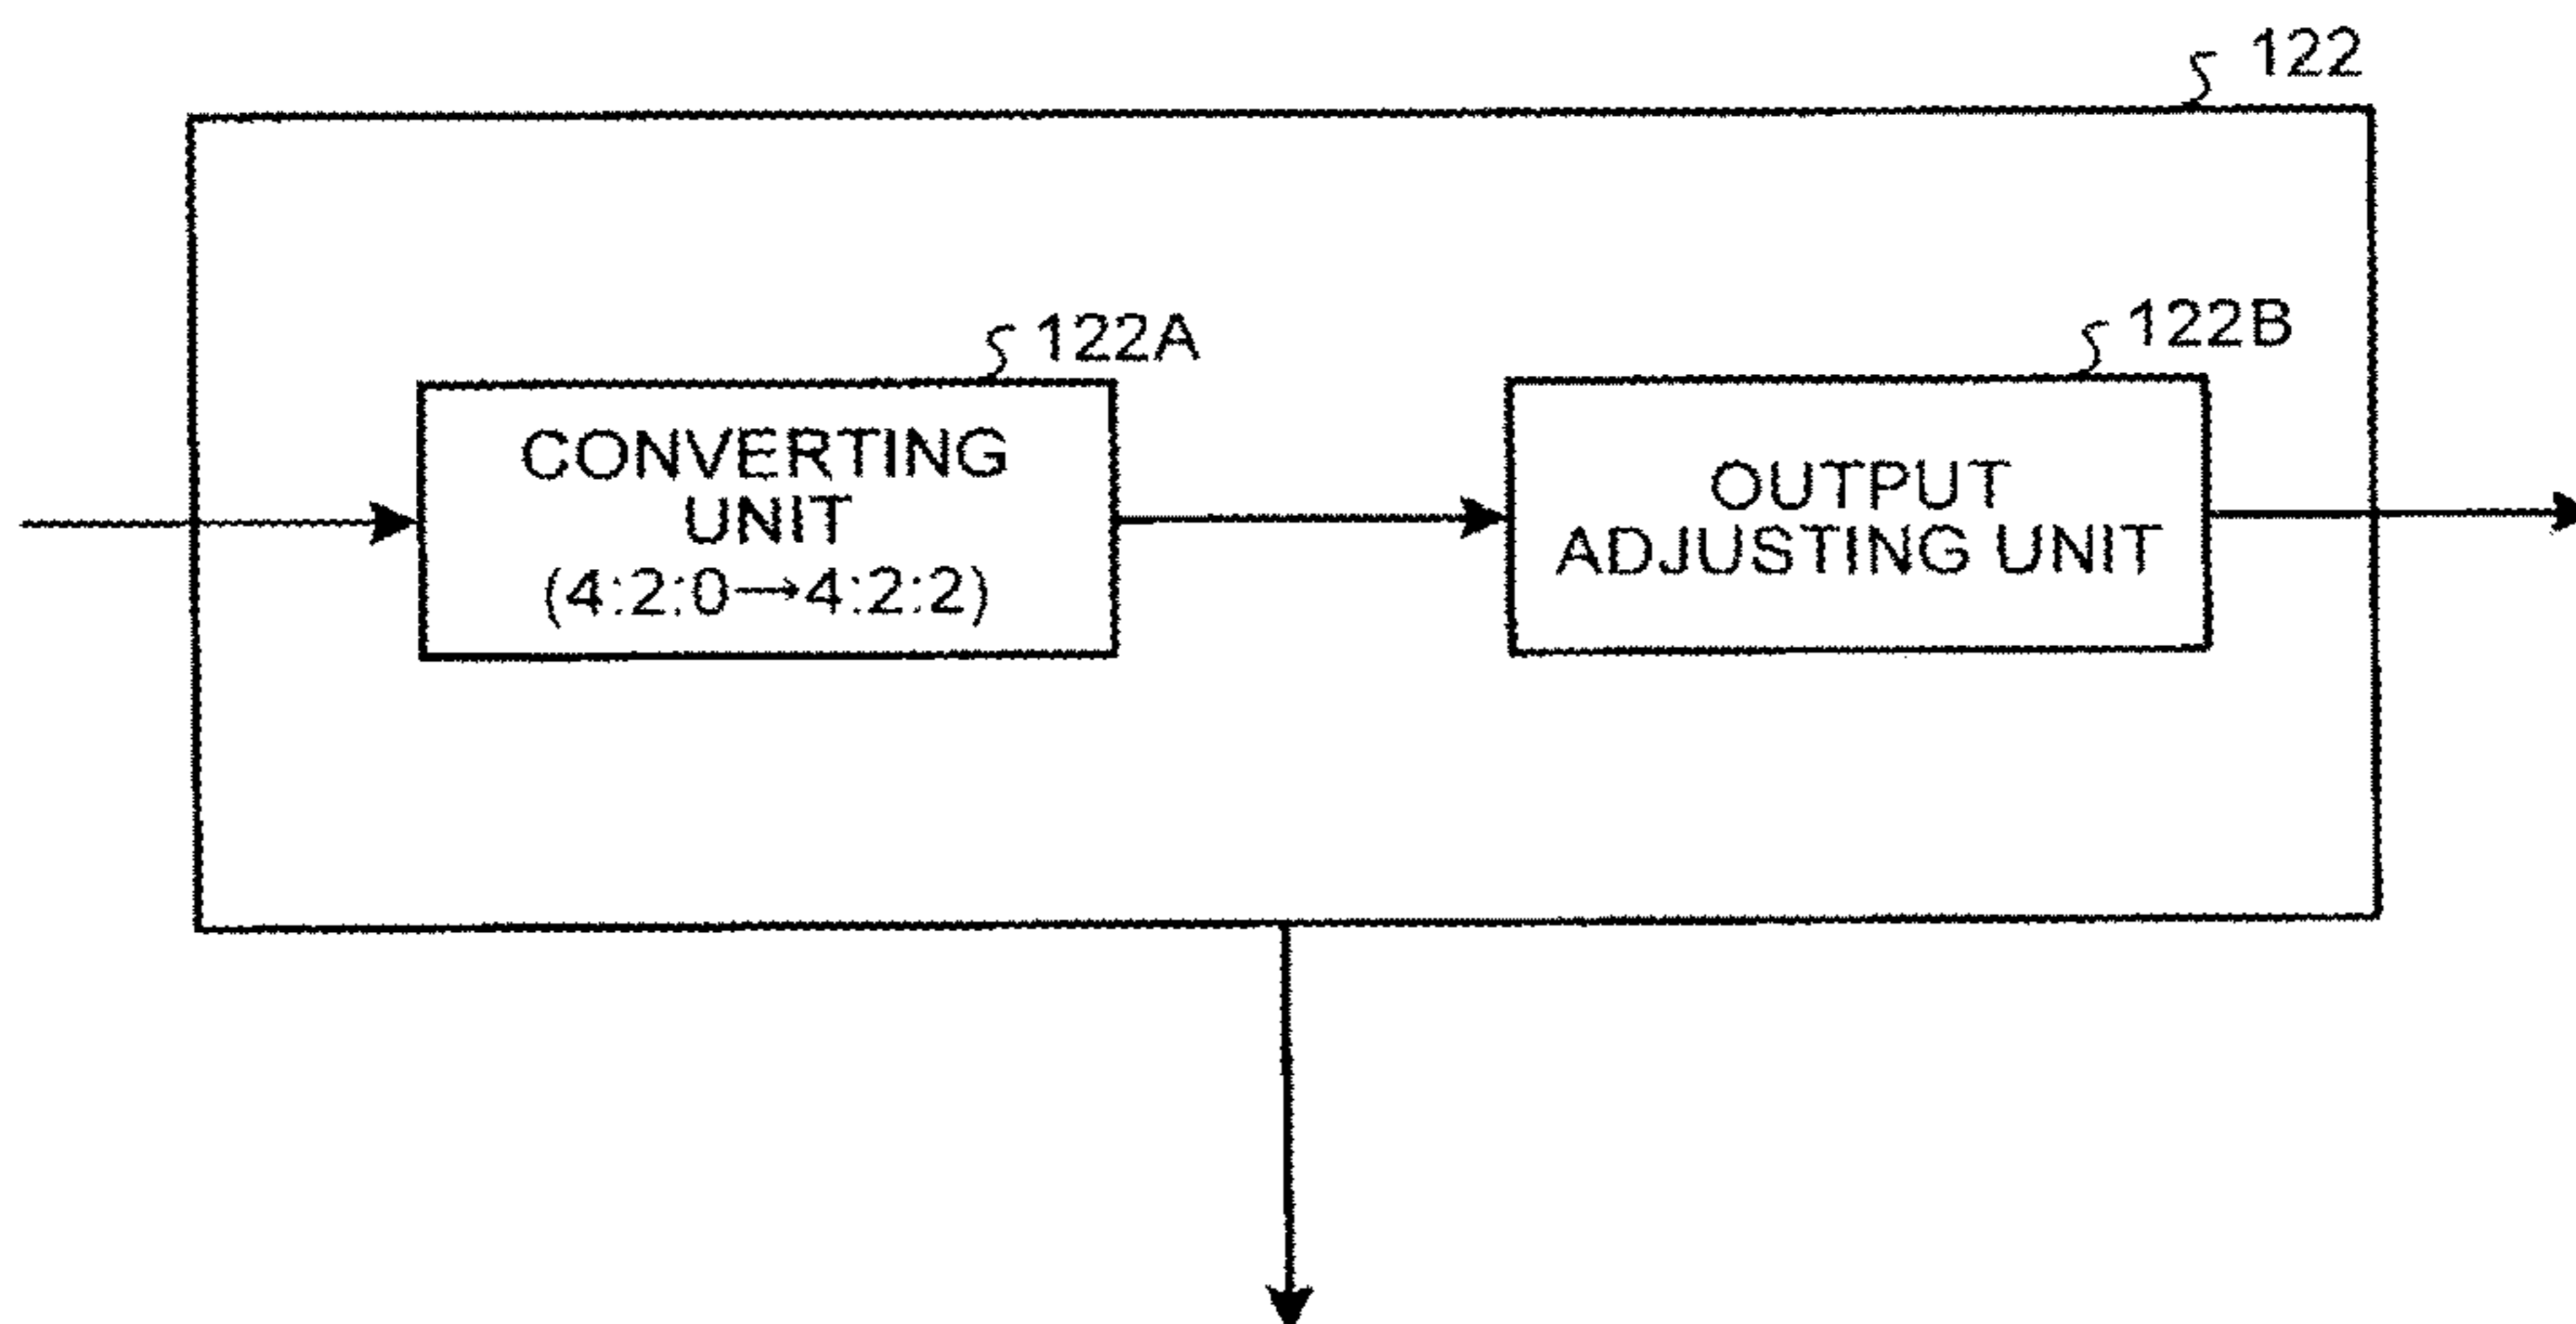 122
122A
122B
CONVERTING
UNIT
(4:2:0→4:2:2)
OUTPUT
ADJUSTING UNIT